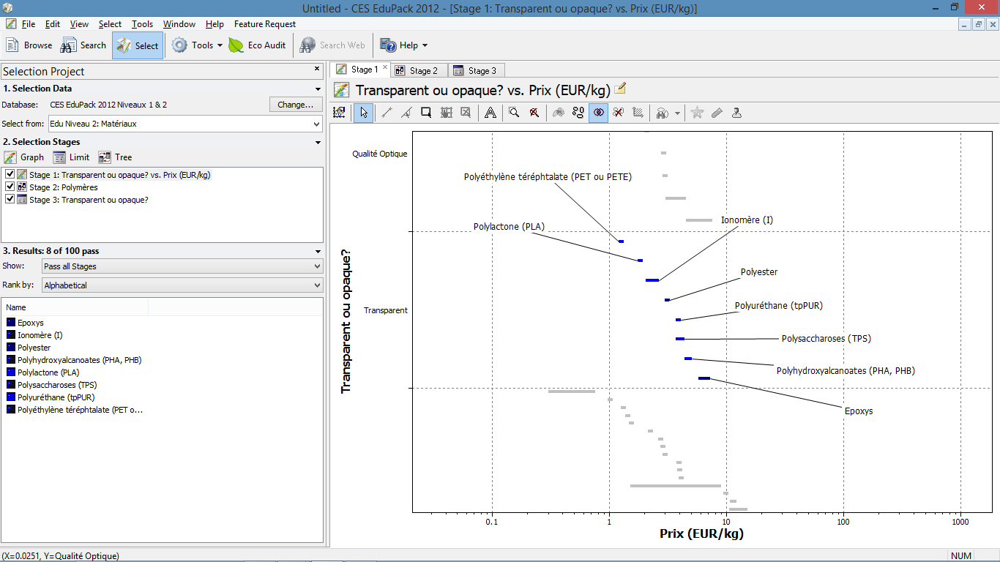 Untitled - CES EduPack 2012 - [Stage 1: Transparent ou opaque? vs. Prix (EUR/kg)]
File Edit View Select Tools Window Help Feature Request
Browse Search Select Tools Eco Audit Search Web Help
Selection Project
1. Selection Data
Database: CES EduPack 2012 Niveaux 1 & 2 Change...
Select from: Edu Niveau 2: Matériaux
2. Selection Stages
Graph Limit Tree
Stage 1: Transparent ou opaque? vs. Prix (EUR/kg)
Stage 2: Polymères
Stage 3: Transparent ou opaque?
3. Results: 8 of 100 pass
Show: Pass all Stages
Rank by: Alphabetical
Name
Epoxys
Ionomère (I)
Polyester
Polyhydroxyalcanoates (PHA, PHB)
Polylactone (PLA)
Polysaccharoses (TPS)
Polyuréthane (tpPUR)
Polyéthylène téréphtalate (PET o...
Stage 1 Stage 2 Stage 3
Transparent ou opaque? vs. Prix (EUR/kg)
Qualité Optique
Polyéthylène téréphtalate (PET ou PETE)
Ionomère (I)
Polylactone (PLA)
Polyester
Polyuréthane (tpPUR)
Transparent
Polysaccharoses (TPS)
Polyhydroxyalcanoates (PHA, PHB)
Epoxys
Transparent ou opaque?
0.1 1 10 100 1000
Prix (EUR/kg)
(X=0.0251, Y=Qualité Optique) NUM